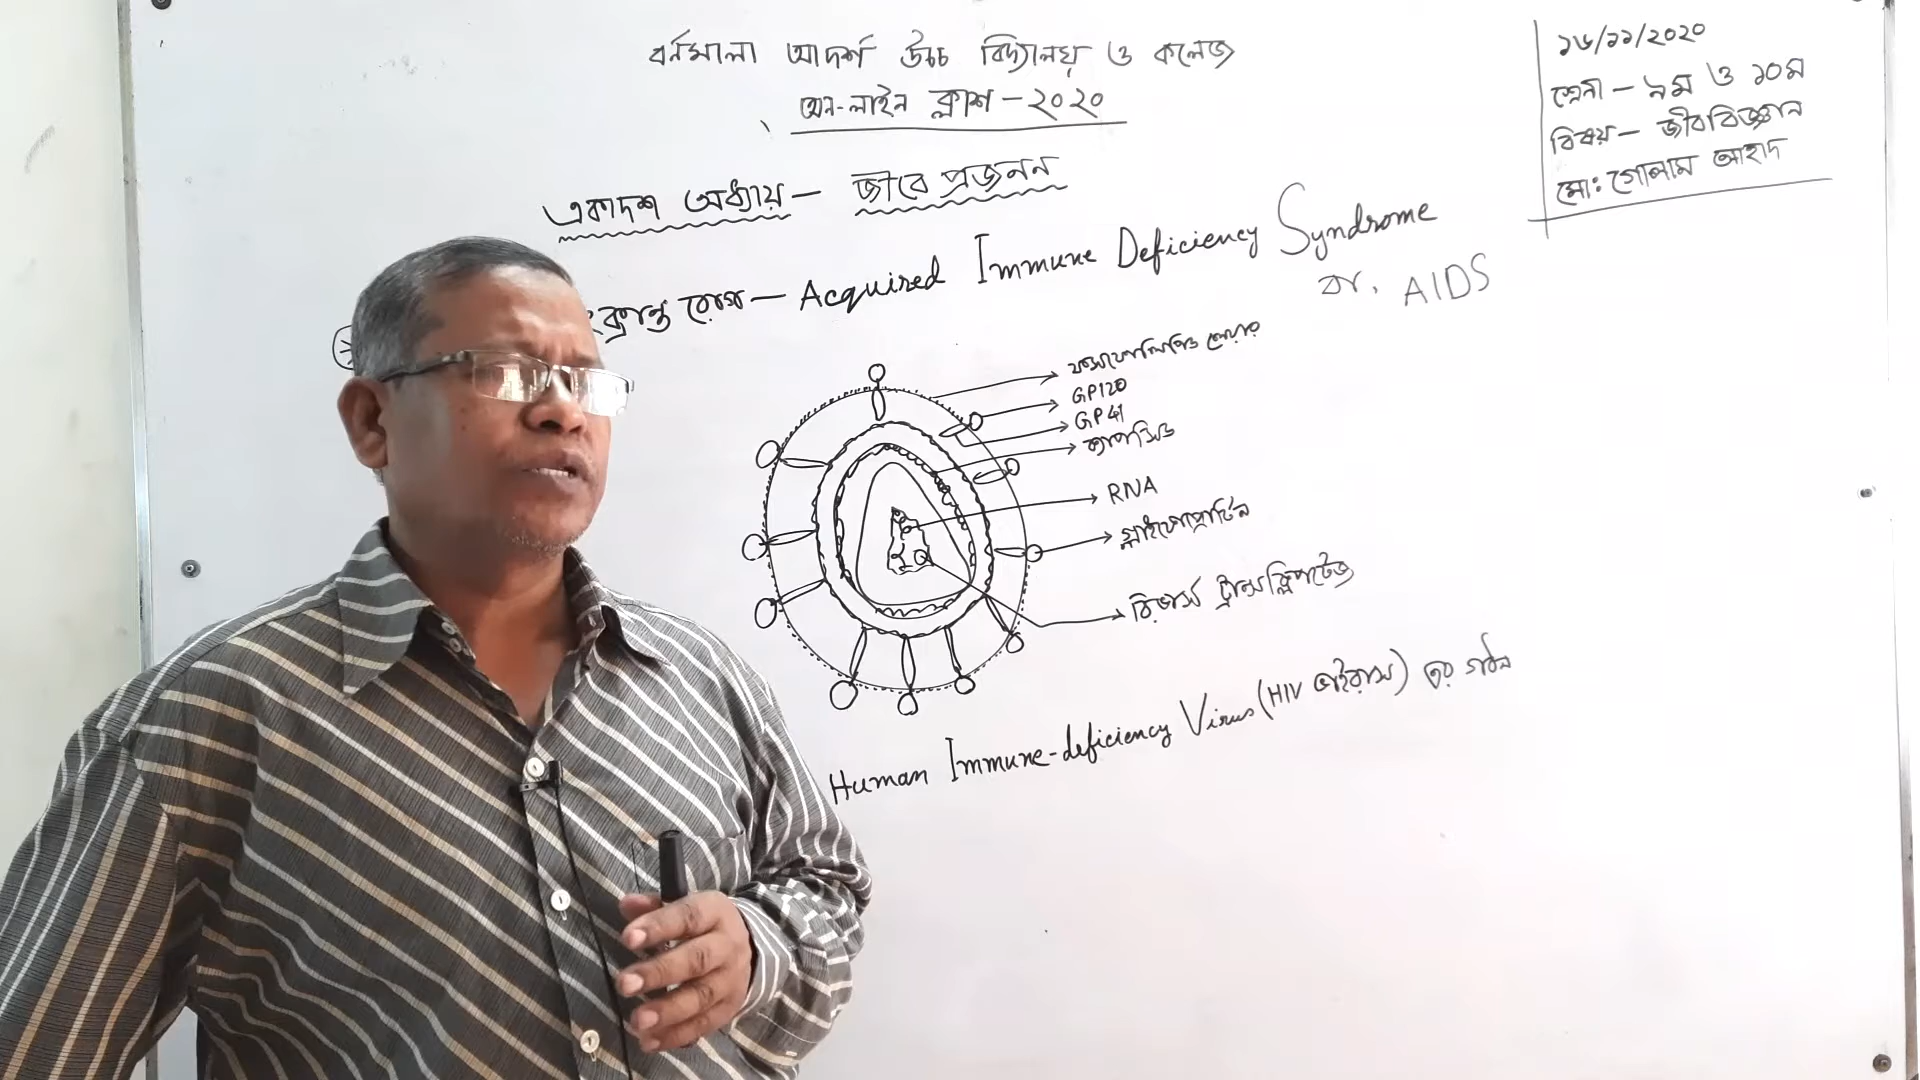 বর্নমালা আদর্শ উচ্চ বিদ্যালয় ও কলেজ
অন-লাইন ক্লাশ - ২০২০
১৬/১১/২০২০
শ্রেনী - ৯ম ও ১০ম
বিষয় - জীববিজ্ঞান
মো: গোলাম আহাদ
একাদশ অধ্যায় - জীবে প্রজনন
রোগ - Acquired Immune Deficiency Syndrome
বা, AIDS
ফসফোলিপিড লেয়ার
GP120
GP41
ক্যাপসিড
RNA
গ্লাইকোপ্রোটিন
রিভার্স ট্রান্সক্রিপটেজ
Human Immune-deficiency Virus (HIV ভাইরাস) এর গঠন